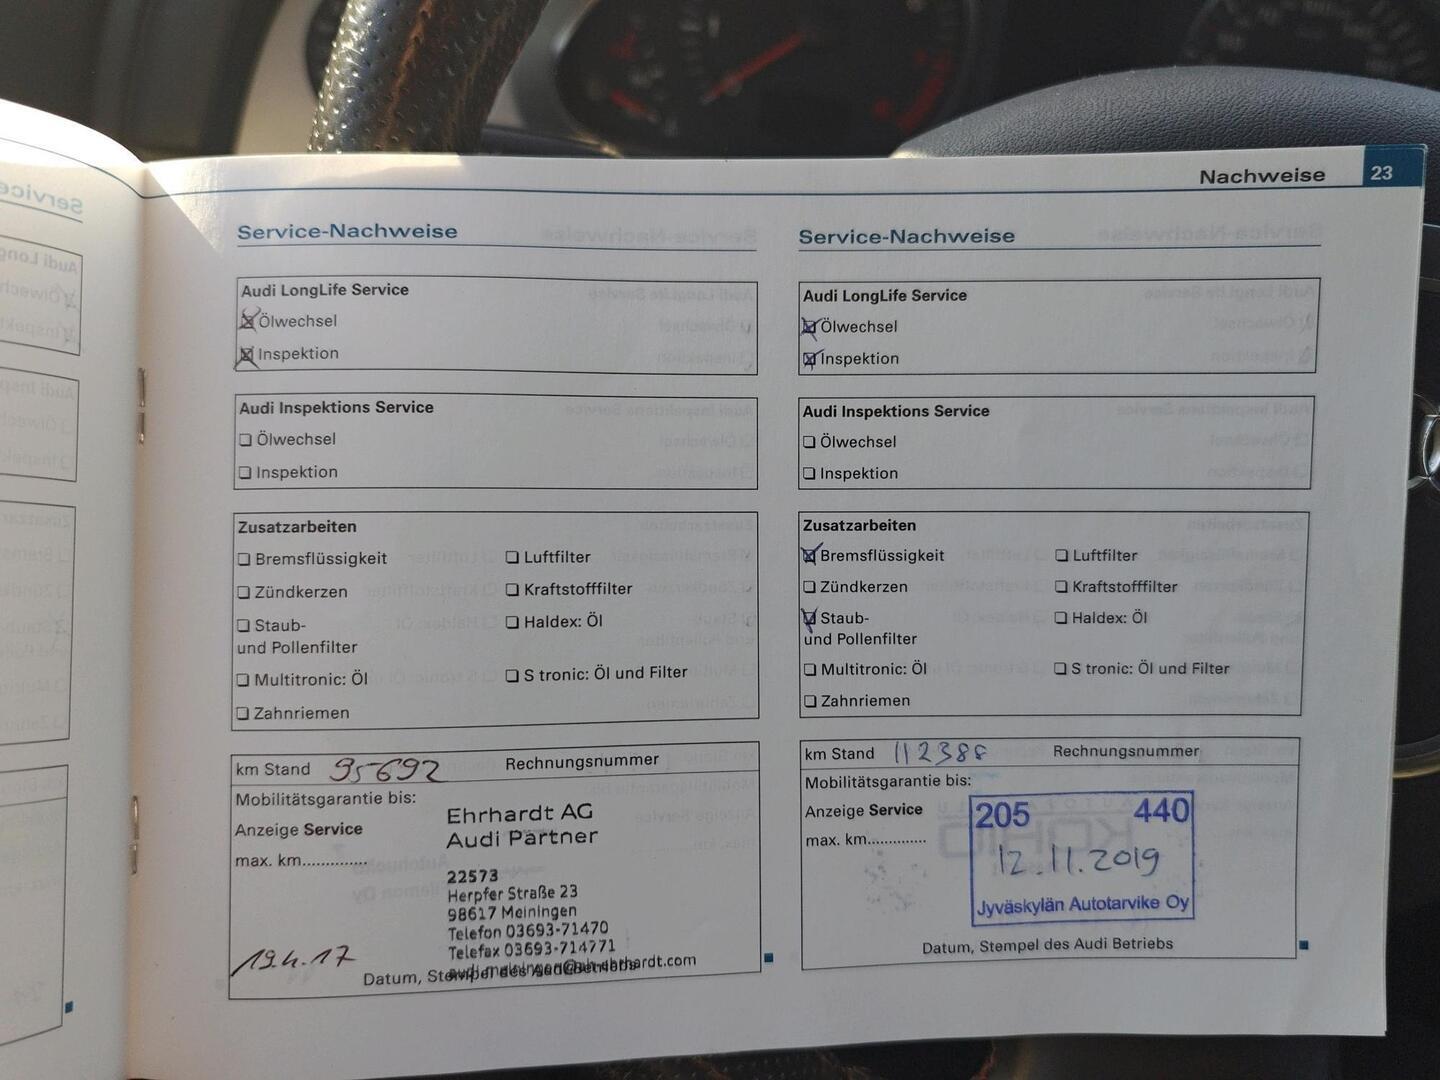 Nachweise 23
Service-Nachweise
Audi LongLife Service
Ölwechsel
Inspektion
Audi Inspektions Service
Ölwechsel
Inspektion
Zusatzarbeiten
Bremsflüssigkeit
Luftfilter
Zündkerzen
Kraftstofffilter
Staub-
und Pollenfilter
Haldex: Öl
Multitronic: Öl
S tronic: Öl und Filter
Zahnriemen
km Stand 95692 Rechnungsnummer
Mobilitätsgarantie bis:
Anzeige Service
max. km..............
Ehrhardt AG
Audi Partner
22573
Herpfer Straße 23
98617 Meiningen
Telefon 03693-71470
Telefax 03693-714771
19.4.17
Datum, Stempel des Audi Betriebs
Service-Nachweise
Audi LongLife Service
Ölwechsel
Inspektion
Audi Inspektions Service
Ölwechsel
Inspektion
Zusatzarbeiten
Bremsflüssigkeit
Luftfilter
Zündkerzen
Kraftstofffilter
Staub-
und Pollenfilter
Haldex: Öl
Multitronic: Öl
S tronic: Öl und Filter
Zahnriemen
km Stand 112388 Rechnungsnummer
Mobilitätsgarantie bis:
Anzeige Service
max. km.............
205 440
12.11.2019
Jyväskylän Autotarvike Oy
Datum, Stempel des Audi Betriebs